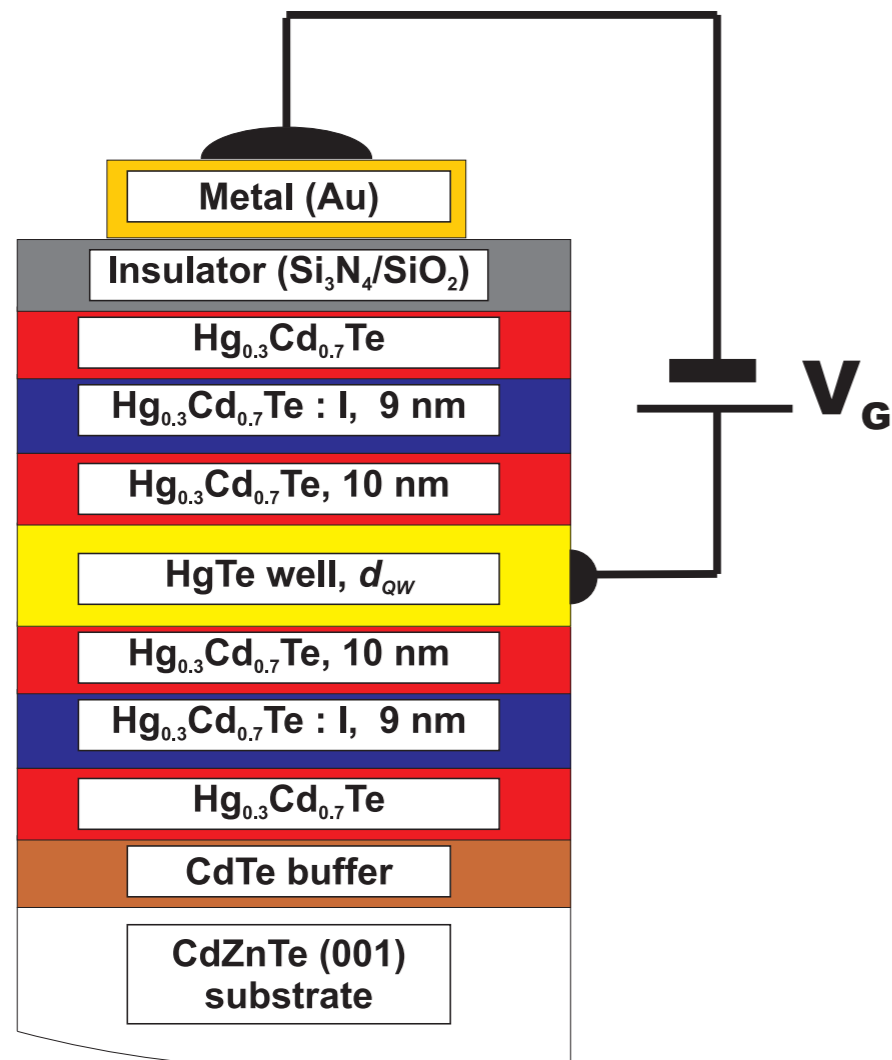 Metal (Au)
Insulator (Si₃N₄/SiO₂)
Hg₀.₃Cd₀.₇Te
Hg₀.₃Cd₀.₇Te : I, 9 nm
Hg₀.₃Cd₀.₇Te, 10 nm
V_G
HgTe well, d_QW
Hg₀.₃Cd₀.₇Te, 10 nm
Hg₀.₃Cd₀.₇Te : I, 9 nm
Hg₀.₃Cd₀.₇Te
CdTe buffer
CdZnTe (001)
substrate